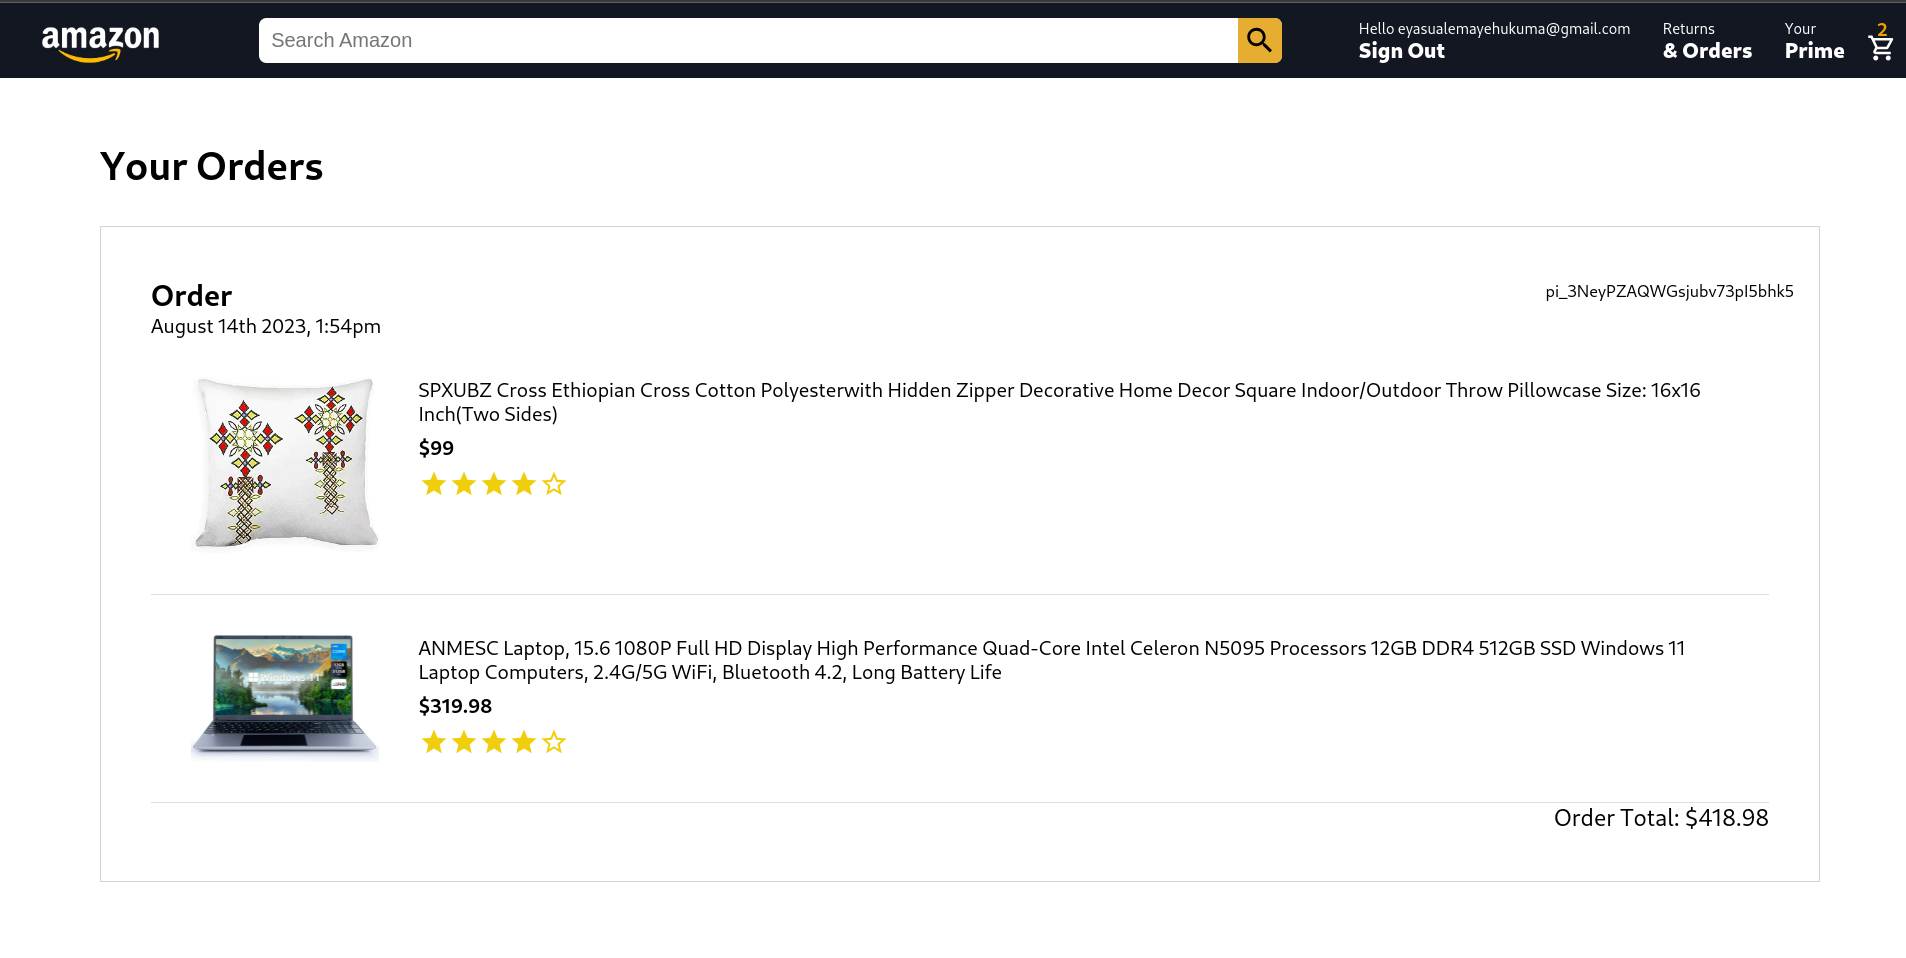 amazon
Search Amazon
Hello eyasualemayehukuma@gmail.com
Sign Out
Returns
& Orders
Your
Prime
2
Your Orders
Order
pi_3NeyPZAQWGsjubv73pI5bhk5
August 14th 2023, 1:54pm
SPXUBZ Cross Ethiopian Cross Cotton Polyesterwith Hidden Zipper Decorative Home Decor Square Indoor/Outdoor Throw Pillowcase Size: 16x16
Inch(Two Sides)
$99
ANMESC Laptop, 15.6 1080P Full HD Display High Performance Quad-Core Intel Celeron N5095 Processors 12GB DDR4 512GB SSD Windows 11
Laptop Computers, 2.4G/5G WiFi, Bluetooth 4.2, Long Battery Life
Windows 11
$319.98
Order Total: $418.98